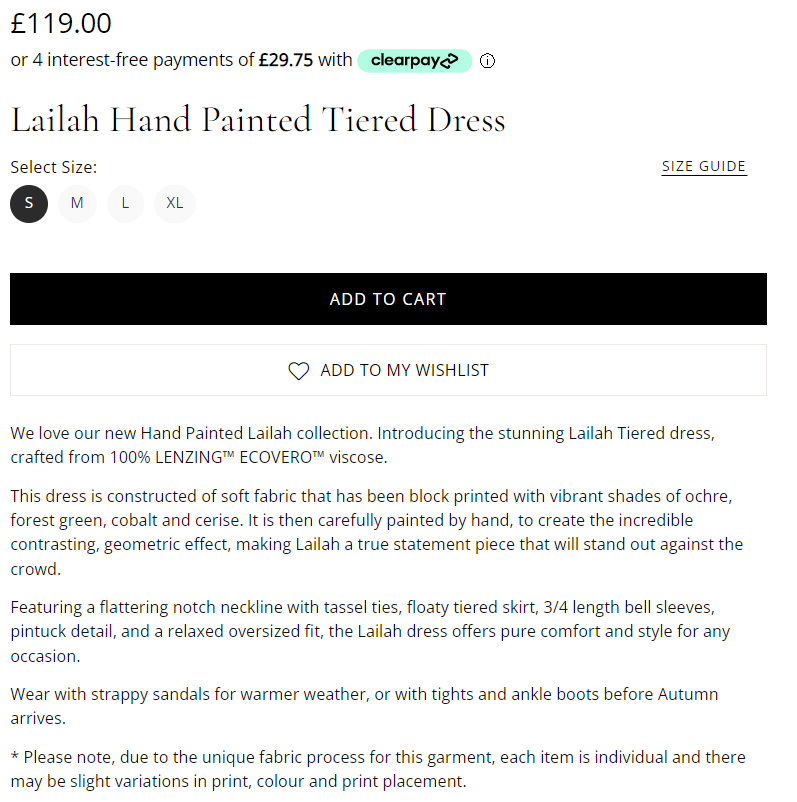 £119.00
or 4 interest-free payments of £29.75 with clearpay
Lailah Hand Painted Tiered Dress
Select Size:
SIZE GUIDE
S M L XL
ADD TO CART
ADD TO MY WISHLIST
We love our new Hand Painted Lailah collection. Introducing the stunning Lailah Tiered dress,
crafted from 100% LENZING™ ECOVERO™ viscose.
This dress is constructed of soft fabric that has been block printed with vibrant shades of ochre,
forest green, cobalt and cerise. It is then carefully painted by hand, to create the incredible
contrasting, geometric effect, making Lailah a true statement piece that will stand out against the
crowd.
Featuring a flattering notch neckline with tassel ties, floaty tiered skirt, 3/4 length bell sleeves,
pintuck detail, and a relaxed oversized fit, the Lailah dress offers pure comfort and style for any
occasion.
Wear with strappy sandals for warmer weather, or with tights and ankle boots before Autumn
arrives.
* Please note, due to the unique fabric process for this garment, each item is individual and there
may be slight variations in print, colour and print placement.